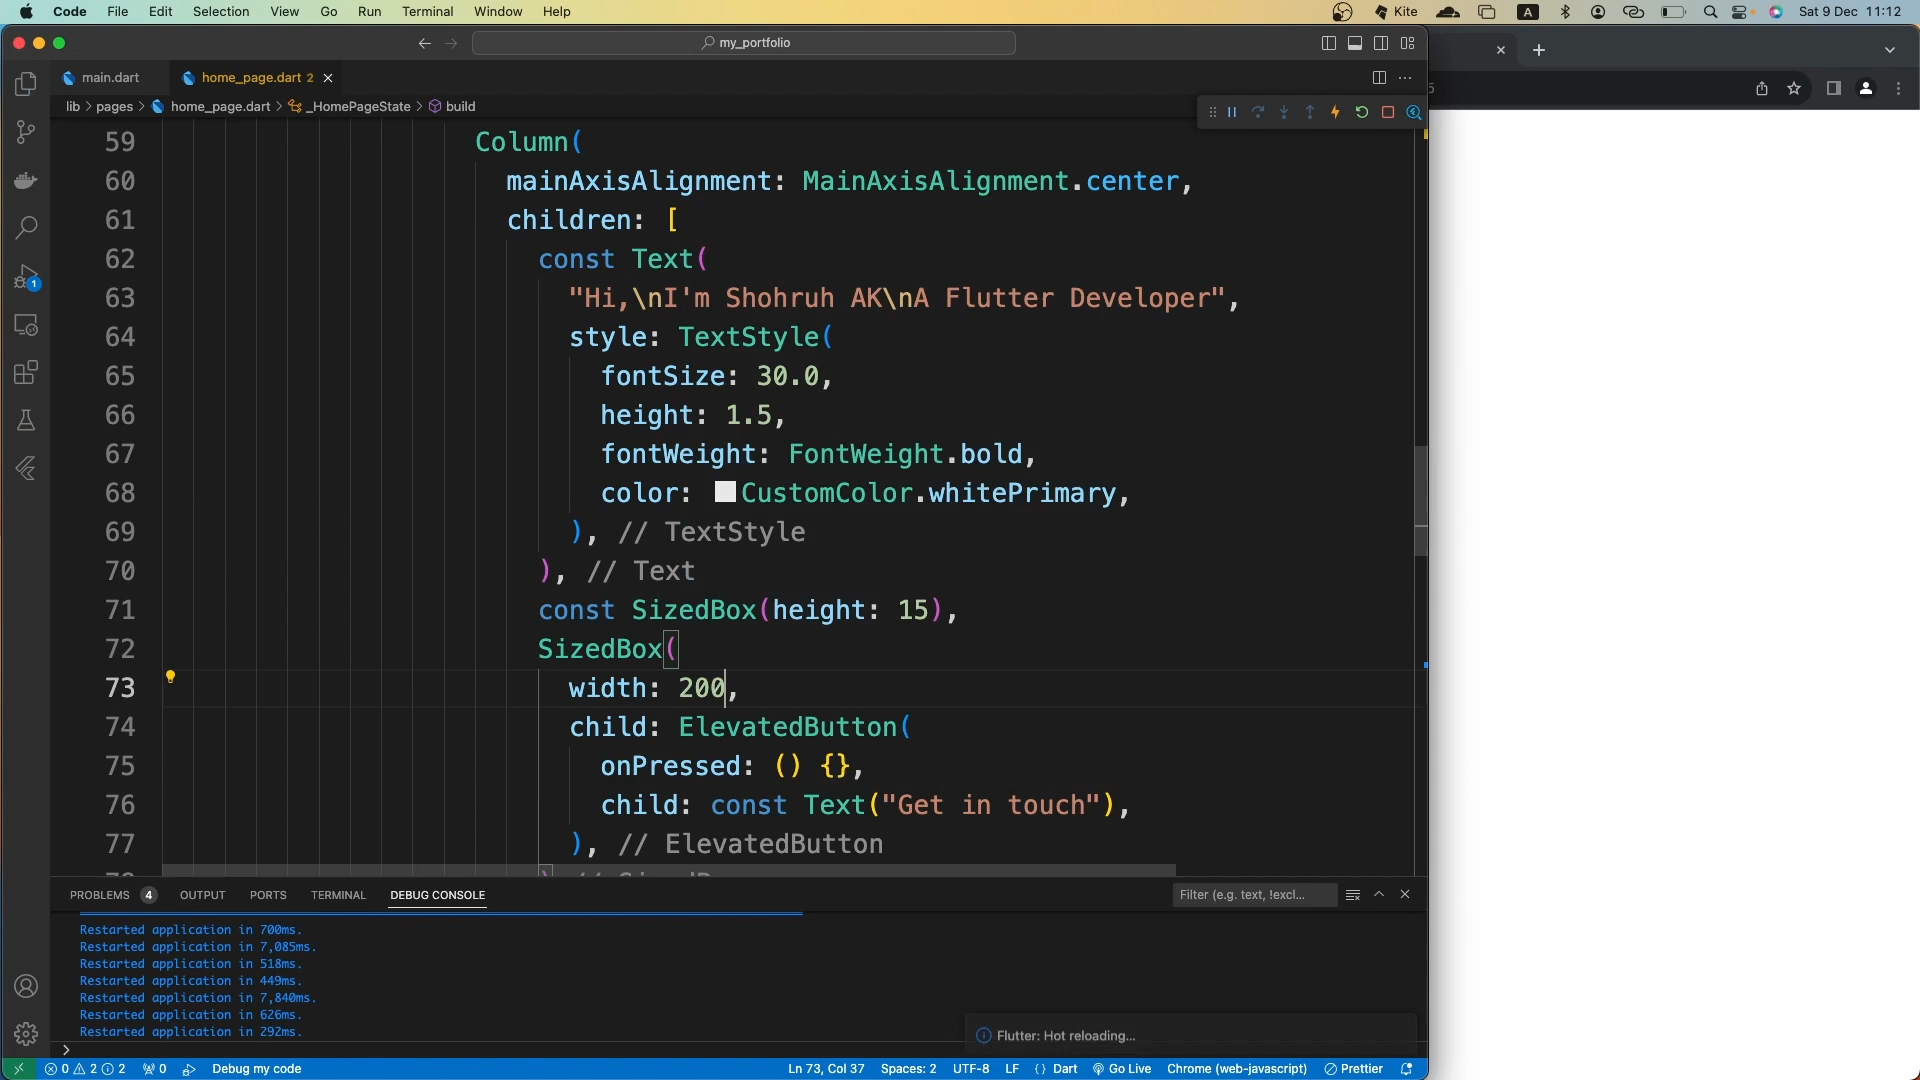 Code File Edit Selection View Go Run Terminal Window Help
Kite A Sat 9 Dec 11:12
my_portfolio
main.dart home_page.dart 2
lib > pages > home_page.dart > _HomePageState > build
59 Column(
60 mainAxisAlignment: MainAxisAlignment.center,
61 children: [
62 const Text(
63 "Hi,\nI'm Shohruh AK\nA Flutter Developer",
64 style: TextStyle(
65 fontSize: 30.0,
66 height: 1.5,
67 fontWeight: FontWeight.bold,
68 color: CustomColor.whitePrimary,
69 ), // TextStyle
70 ), // Text
71 const SizedBox(height: 15),
72 SizedBox(
73 width: 200,
74 child: ElevatedButton(
75 onPressed: () {},
76 child: const Text("Get in touch"),
77 ), // ElevatedButton
PROBLEMS 4 OUTPUT PORTS TERMINAL DEBUG CONSOLE Filter (e.g. text, !excl...
Restarted application in 700ms.
Restarted application in 7,085ms.
Restarted application in 518ms.
Restarted application in 449ms.
Restarted application in 7,840ms.
Restarted application in 626ms.
Restarted application in 292ms.
Flutter: Hot reloading...
>
0 2 2 0 Debug my code Ln 73, Col 37 Spaces: 2 UTF-8 LF {} Dart Go Live Chrome (web-javascript) Prettier